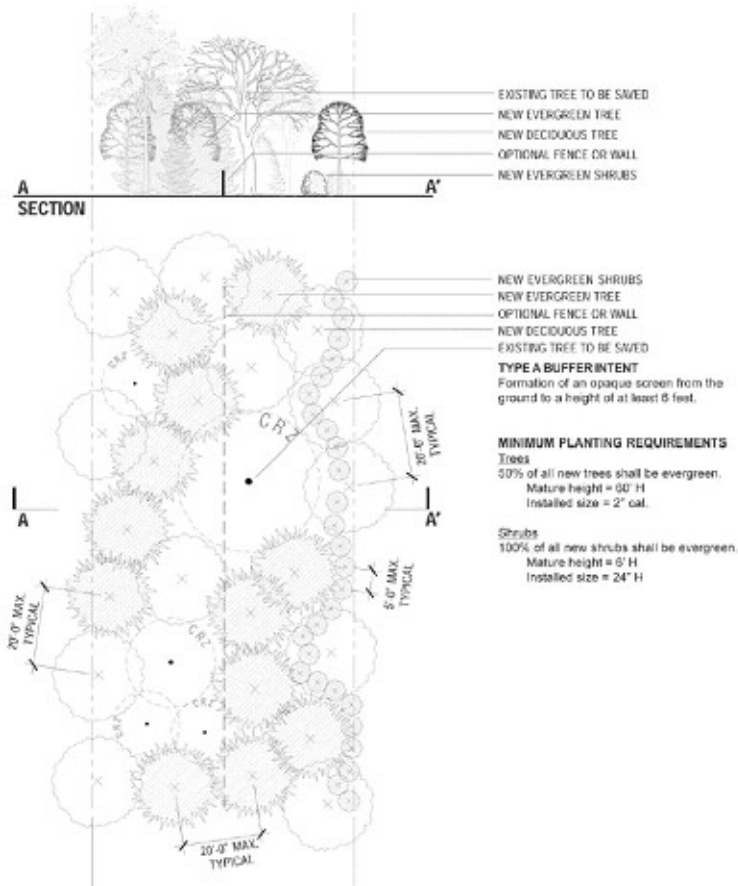 EXISTING TREE TO BE SAVED
NEW EVERGREEN TREE
NEW DECIDUOUS TREE
OPTIONAL FENCE OR WALL
NEW EVERGREEN SHRUBS
A
A'
SECTION
NEW EVERGREEN SHRUBS
NEW EVERGREEN TREE
OPTIONAL FENCE OR WALL
NEW DECIDUOUS TREE
EXISTING TREE TO BE SAVED
TYPE A BUFFER INTENT
Formation of an opaque screen from the
ground to a height of at least 6 feet.
MINIMUM PLANTING REQUIREMENTS
Trees
50% of all new trees shall be evergreen.
Mature height = 60' H
Installed size = 2" cal.
Shrubs
100% of all new shrubs shall be evergreen.
Mature height = 6' H
Installed size = 24" H
CRZ
CRZ
20'-0" MAX.
TYPICAL
A
A'
5'-0" MAX.
TYPICAL
20'-0" MAX.
TYPICAL
CRZ
CRZ
CRZ
20'-0" MAX.
TYPICAL